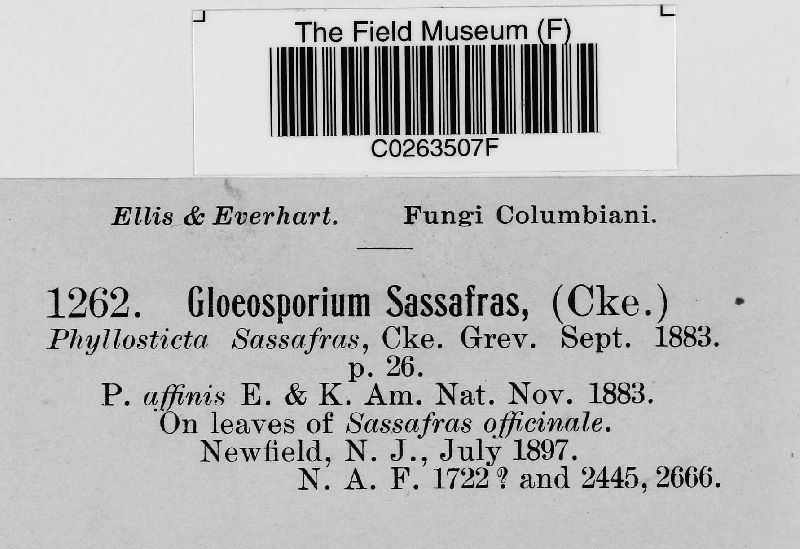 The Field Museum (F)
C0263507F
Ellis & Everhart. Fungi Columbiani.
1262. Gloeosporium Sassafras, (Cke.)
Phyllosticta Sassafras, Cke. Grev. Sept. 1883.
p. 26.
P. affinis E. & K. Am. Nat. Nov. 1883.
On leaves of Sassafras officinale.
Newfield, N. J., July 1897.
N. A. F. 1722 ? and 2445, 2666.